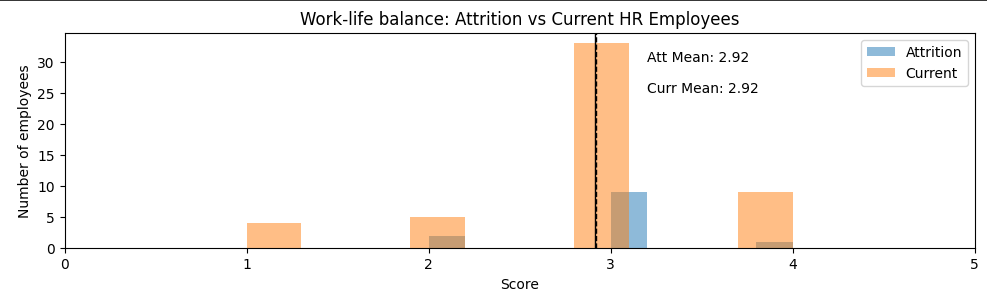 Work-life balance: Attrition vs Current HR Employees
Number of employees
30
25
20
15
10
5
0
Att Mean: 2.92
Curr Mean: 2.92
Attrition
Current
0 1 2 3 4 5
Score